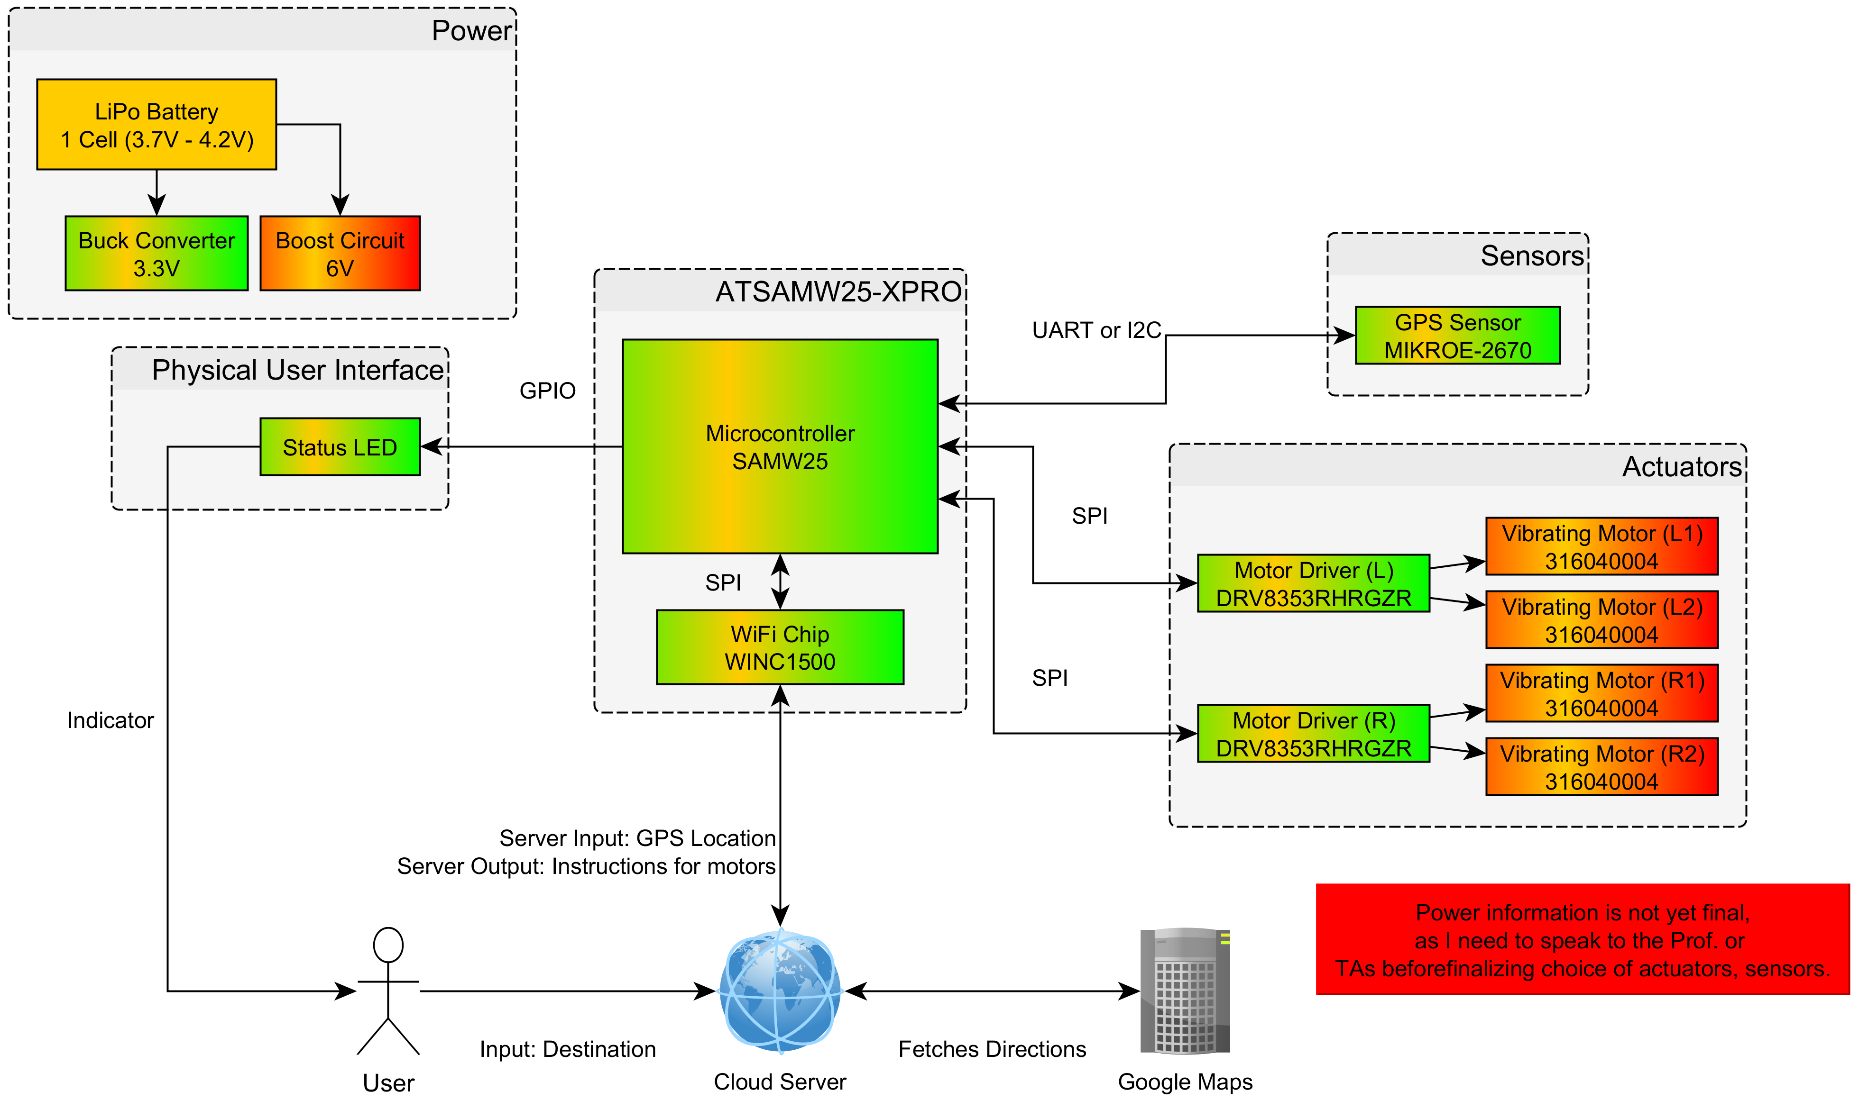 Power
LiPo Battery
1 Cell (3.7V - 4.2V)
Buck Converter
3.3V
Boost Circuit
6V
Physical User Interface
Status LED
GPIO
ATSAMW25-XPRO
Microcontroller
SAMW25
SPI
WiFi Chip
WINC1500
UART or I2C
Sensors
GPS Sensor
MIKROE-2670
SPI
SPI
Actuators
Motor Driver (L)
DRV8353RHRGZR
Motor Driver (R)
DRV8353RHRGZR
Vibrating Motor (L1)
316040004
Vibrating Motor (L2)
316040004
Vibrating Motor (R1)
316040004
Vibrating Motor (R2)
316040004
Indicator
Server Input: GPS Location
Server Output: Instructions for motors
Power information is not yet final,
as I need to speak to the Prof. or
TAs beforefinalizing choice of actuators, sensors.
Input: Destination
Fetches Directions
User
Cloud Server
Google Maps